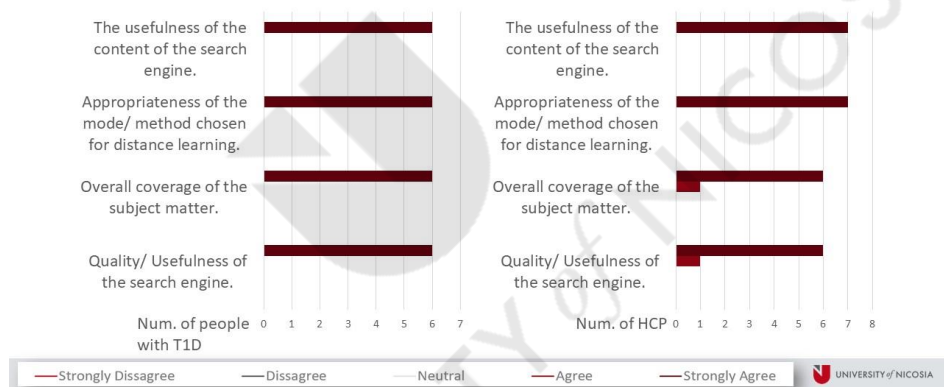 The usefulness of the
content of the search
engine.
Appropriateness of the
mode/ method chosen
for distance learning.
Overall coverage of the
subject matter.
Quality/ Usefulness of
the search engine.
Num. of people
with T1D
0 1 2 3 4 5 6 7
The usefulness of the
content of the search
engine.
Appropriateness of the
mode/ method chosen
for distance learning.
Overall coverage of the
subject matter.
Quality/ Usefulness of
the search engine.
Num. of HCP
0 1 2 3 4 5 6 7 8
Strongly Dissagree Dissagree Neutral Agree Strongly Agree
UNIVERSITY of NICOSIA
TY of NICOS